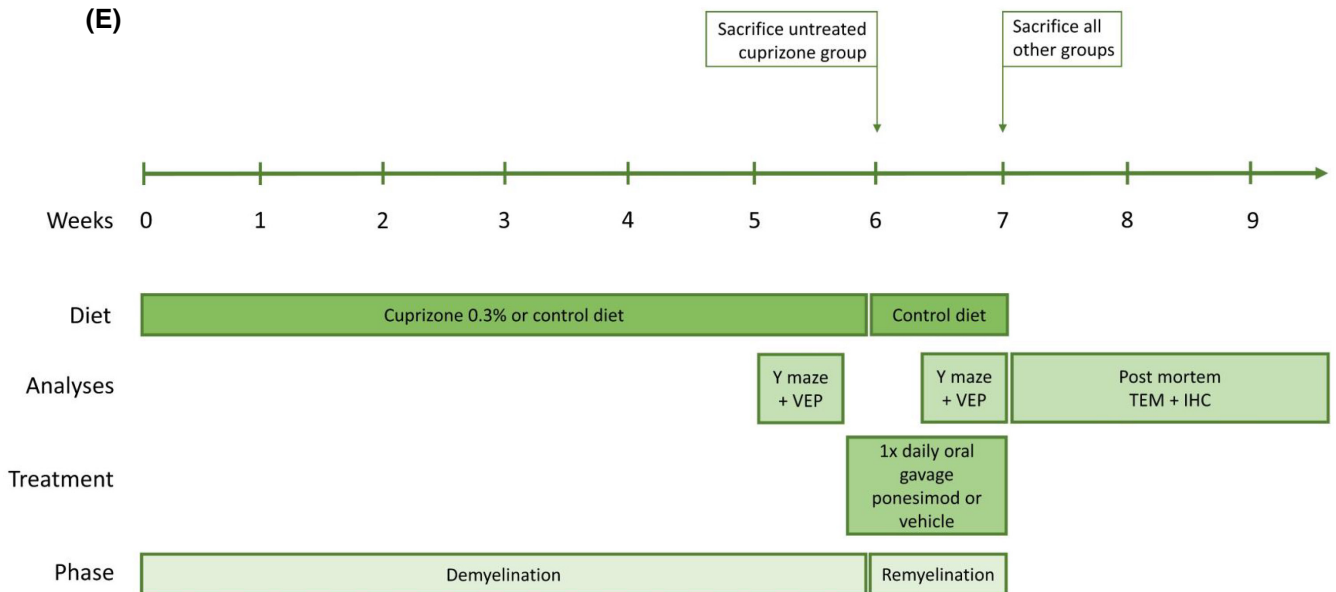 (E)
Sacrifice untreated
cuprizone group
Sacrifice all
other groups
Weeks 0 1 2 3 4 5 6 7 8 9
Diet
Cuprizone 0.3% or control diet
Control diet
Analyses
Y maze
+ VEP
Y maze
+ VEP
Post mortem
TEM + IHC
Treatment
1x daily oral
gavage
ponesimod or
vehicle
Phase
Demyelination
Remyelination